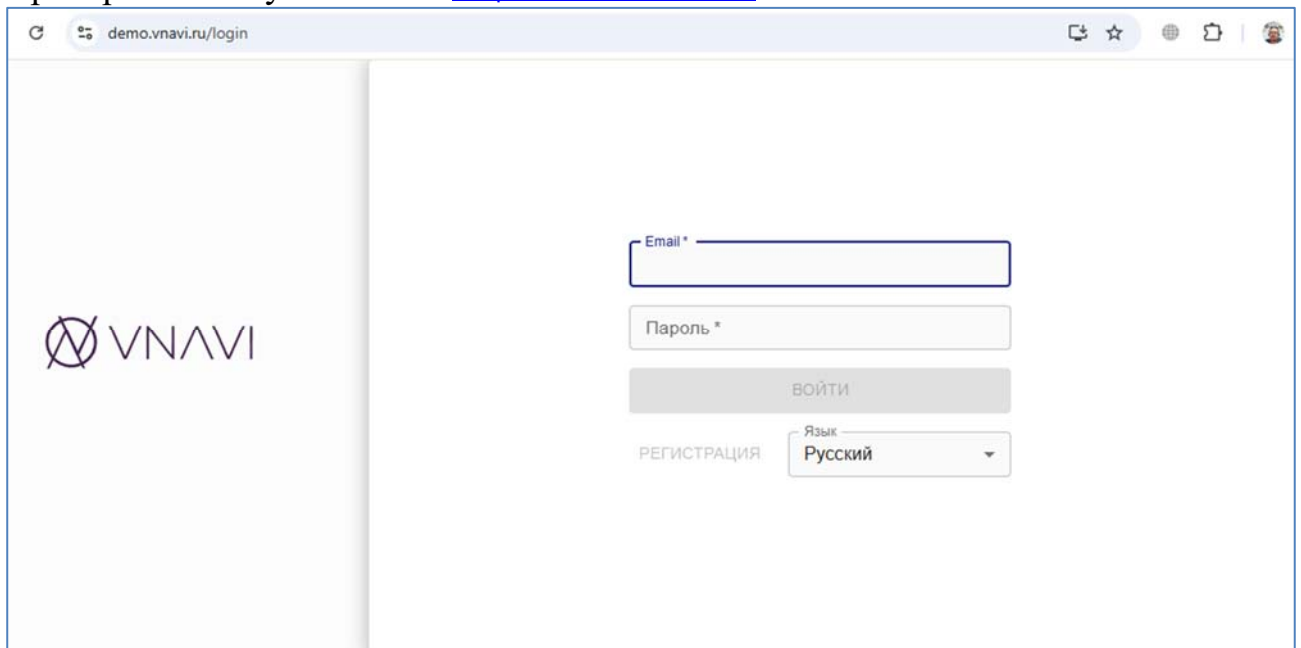 demo.vnavi.ru/login
Email *
VNAVI
Пароль *
ВОЙТИ
Язык
РЕГИСТРАЦИЯ Русский